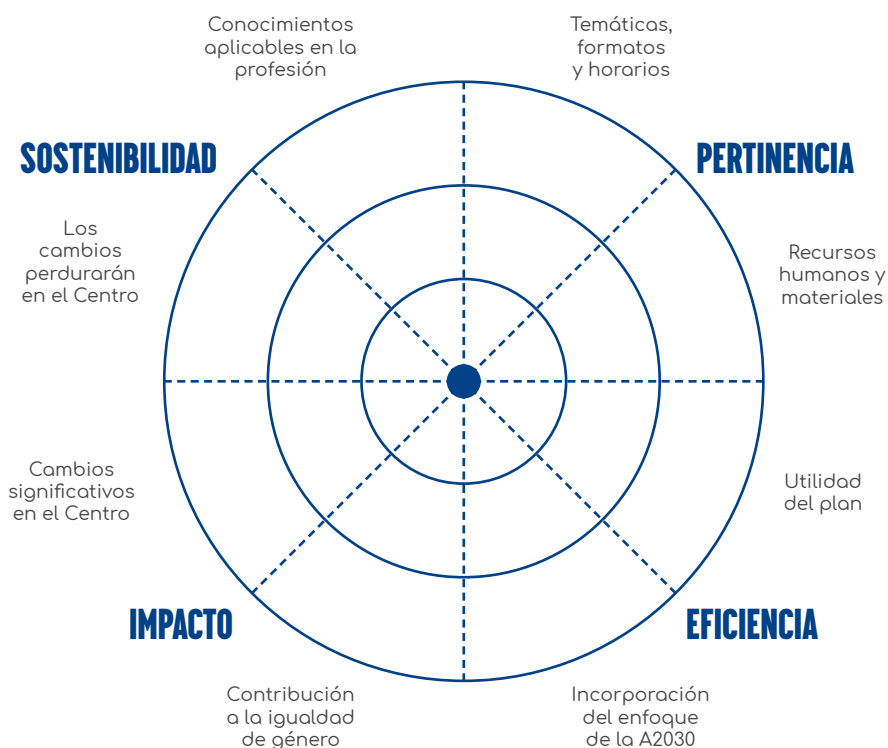 Conocimientos
aplicables en la
profesión
Temáticas,
formatos
y horarios
SOSTENIBILIDAD
PERTINENCIA
Los
cambios
perdurarán
en el Centro
Recursos
humanos y
materiales
Cambios
significativos
en el Centro
Utilidad
del plan
IMPACTO
EFICIENCIA
Contribución
a la igualdad
de género
Incorporación
del enfoque
de la A2030